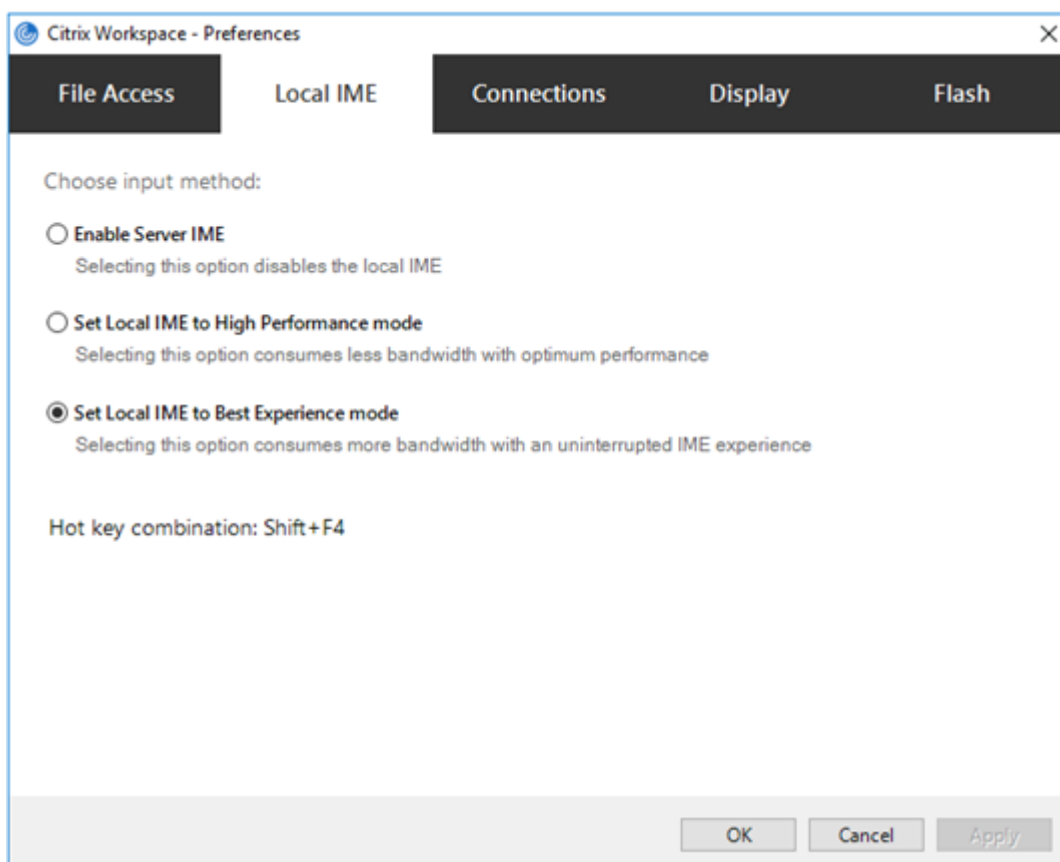 Citrix Workspace - Preferences
File Access Local IME Connections Display Flash
Choose input method:
Enable Server IME
Selecting this option disables the local IME
Set Local IME to High Performance mode
Selecting this option consumes less bandwidth with optimum performance
Set Local IME to Best Experience mode
Selecting this option consumes more bandwidth with an uninterrupted IME experience
Hot key combination: Shift+F4
OK Cancel Apply